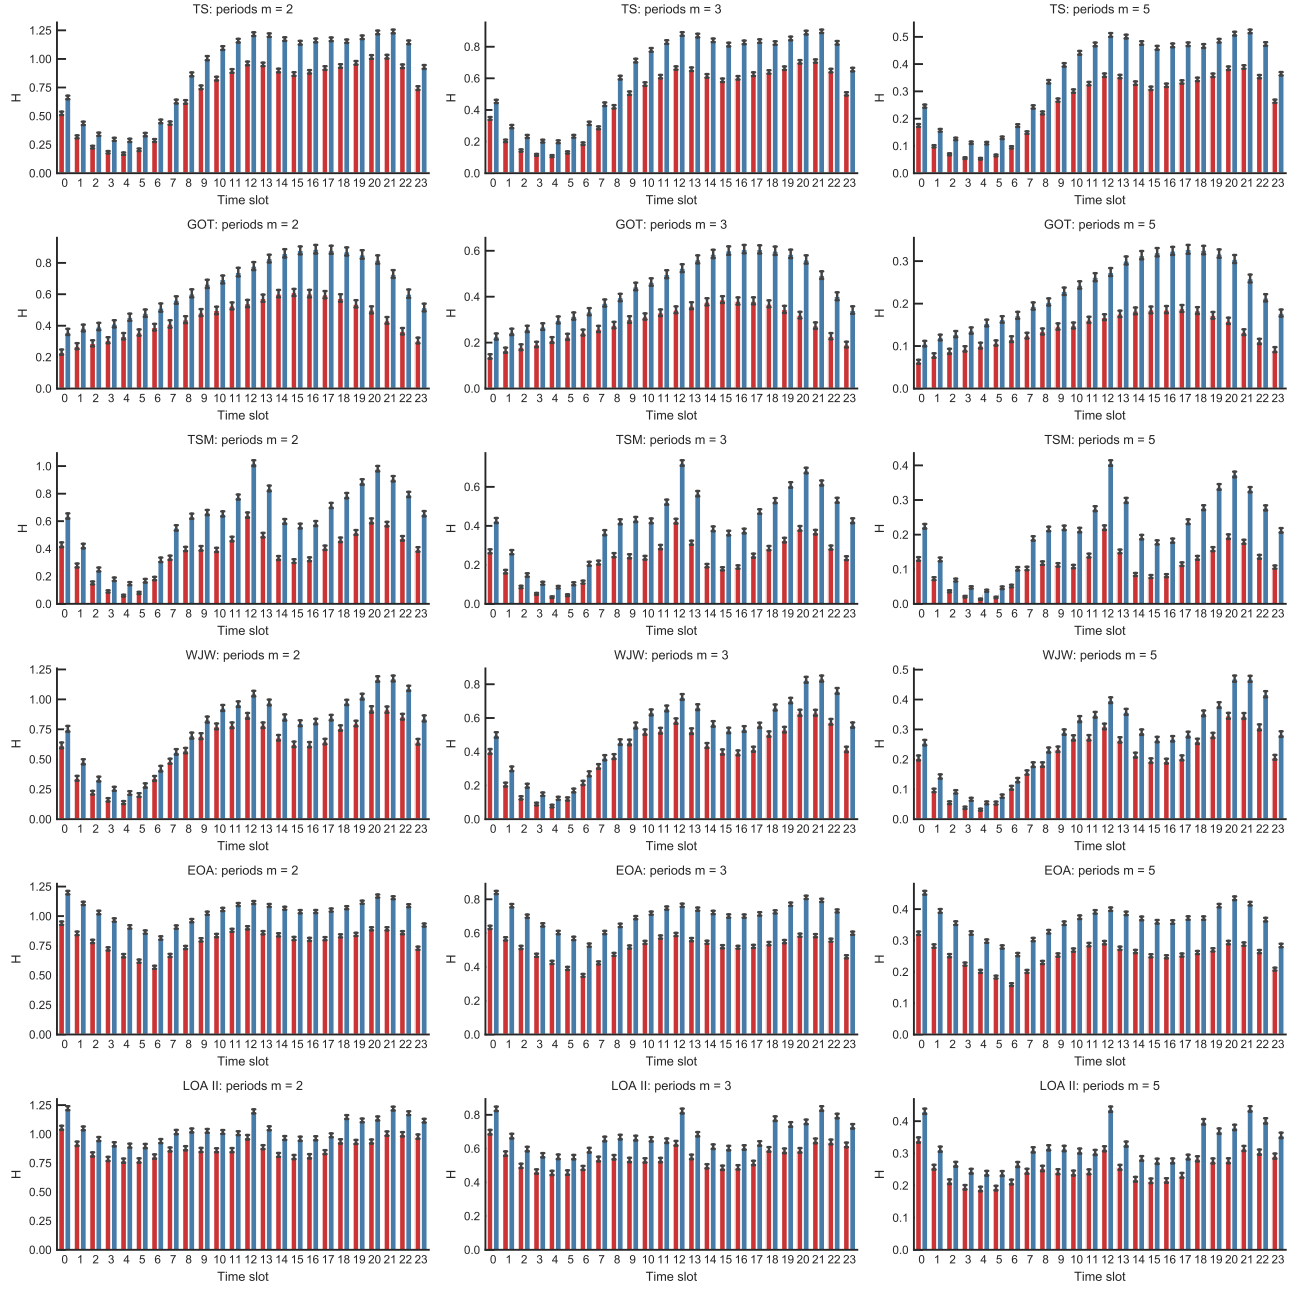 TS: periods m = 2
H
1.25
1.00
0.75
0.50
0.25
0.00
0 1 2 3 4 5 6 7 8 9 10 11 12 13 14 15 16 17 18 19 20 21 22 23
Time slot
TS: periods m = 3
H
0.8
0.6
0.4
0.2
0.0
0 1 2 3 4 5 6 7 8 9 10 11 12 13 14 15 16 17 18 19 20 21 22 23
Time slot
TS: periods m = 5
H
0.5
0.4
0.3
0.2
0.1
0.0
0 1 2 3 4 5 6 7 8 9 10 11 12 13 14 15 16 17 18 19 20 21 22 23
Time slot
GOT: periods m = 2
H
0.8
0.6
0.4
0.2
0.0
0 1 2 3 4 5 6 7 8 9 10 11 12 13 14 15 16 17 18 19 20 21 22 23
Time slot
GOT: periods m = 3
H
0.6
0.4
0.2
0.0
0 1 2 3 4 5 6 7 8 9 10 11 12 13 14 15 16 17 18 19 20 21 22 23
Time slot
GOT: periods m = 5
H
0.3
0.2
0.1
0.0
0 1 2 3 4 5 6 7 8 9 10 11 12 13 14 15 16 17 18 19 20 21 22 23
Time slot
TSM: periods m = 2
H
1.0
0.8
0.6
0.4
0.2
0.0
0 1 2 3 4 5 6 7 8 9 10 11 12 13 14 15 16 17 18 19 20 21 22 23
Time slot
TSM: periods m = 3
H
0.6
0.4
0.2
0.0
0 1 2 3 4 5 6 7 8 9 10 11 12 13 14 15 16 17 18 19 20 21 22 23
Time slot
TSM: periods m = 5
H
0.4
0.3
0.2
0.1
0.0
0 1 2 3 4 5 6 7 8 9 10 11 12 13 14 15 16 17 18 19 20 21 22 23
Time slot
WJW: periods m = 2
H
1.25
1.00
0.75
0.50
0.25
0.00
0 1 2 3 4 5 6 7 8 9 10 11 12 13 14 15 16 17 18 19 20 21 22 23
Time slot
WJW: periods m = 3
H
0.8
0.6
0.4
0.2
0.0
0 1 2 3 4 5 6 7 8 9 10 11 12 13 14 15 16 17 18 19 20 21 22 23
Time slot
WJW: periods m = 5
H
0.5
0.4
0.3
0.2
0.1
0.0
0 1 2 3 4 5 6 7 8 9 10 11 12 13 14 15 16 17 18 19 20 21 22 23
Time slot
EOA: periods m = 2
H
1.25
1.00
0.75
0.50
0.25
0.00
0 1 2 3 4 5 6 7 8 9 10 11 12 13 14 15 16 17 18 19 20 21 22 23
Time slot
EOA: periods m = 3
H
0.8
0.6
0.4
0.2
0.0
0 1 2 3 4 5 6 7 8 9 10 11 12 13 14 15 16 17 18 19 20 21 22 23
Time slot
EOA: periods m = 5
H
0.4
0.3
0.2
0.1
0.0
0 1 2 3 4 5 6 7 8 9 10 11 12 13 14 15 16 17 18 19 20 21 22 23
Time slot
LOA II: periods m = 2
H
1.25
1.00
0.75
0.50
0.25
0.00
0 1 2 3 4 5 6 7 8 9 10 11 12 13 14 15 16 17 18 19 20 21 22 23
Time slot
LOA II: periods m = 3
H
0.8
0.6
0.4
0.2
0.0
0 1 2 3 4 5 6 7 8 9 10 11 12 13 14 15 16 17 18 19 20 21 22 23
Time slot
LOA II: periods m = 5
H
0.4
0.3
0.2
0.1
0.0
0 1 2 3 4 5 6 7 8 9 10 11 12 13 14 15 16 17 18 19 20 21 22 23
Time slot